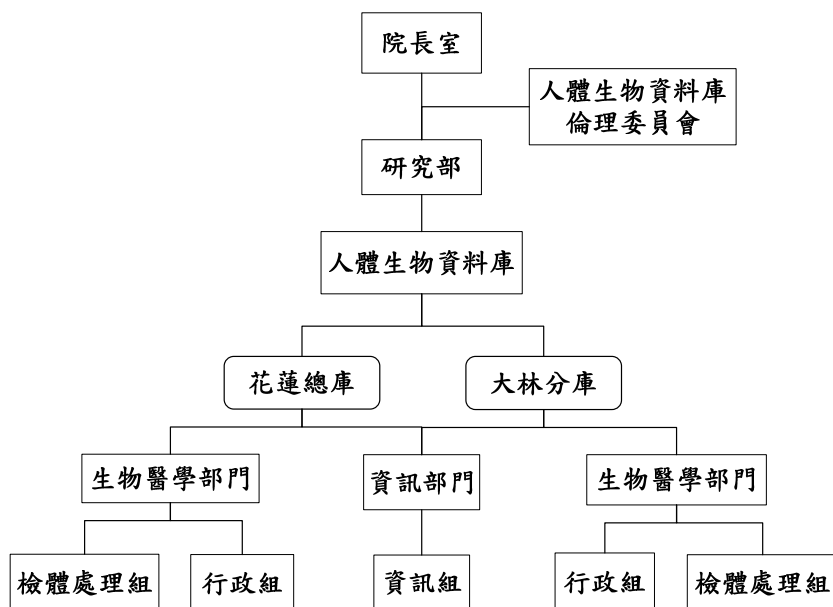 院長室
人體生物資料庫
倫理委員會
研究部
人體生物資料庫
花蓮總庫
大林分庫
生物醫學部門
資訊部門
生物醫學部門
檢體處理組
行政組
資訊組
行政組
檢體處理組